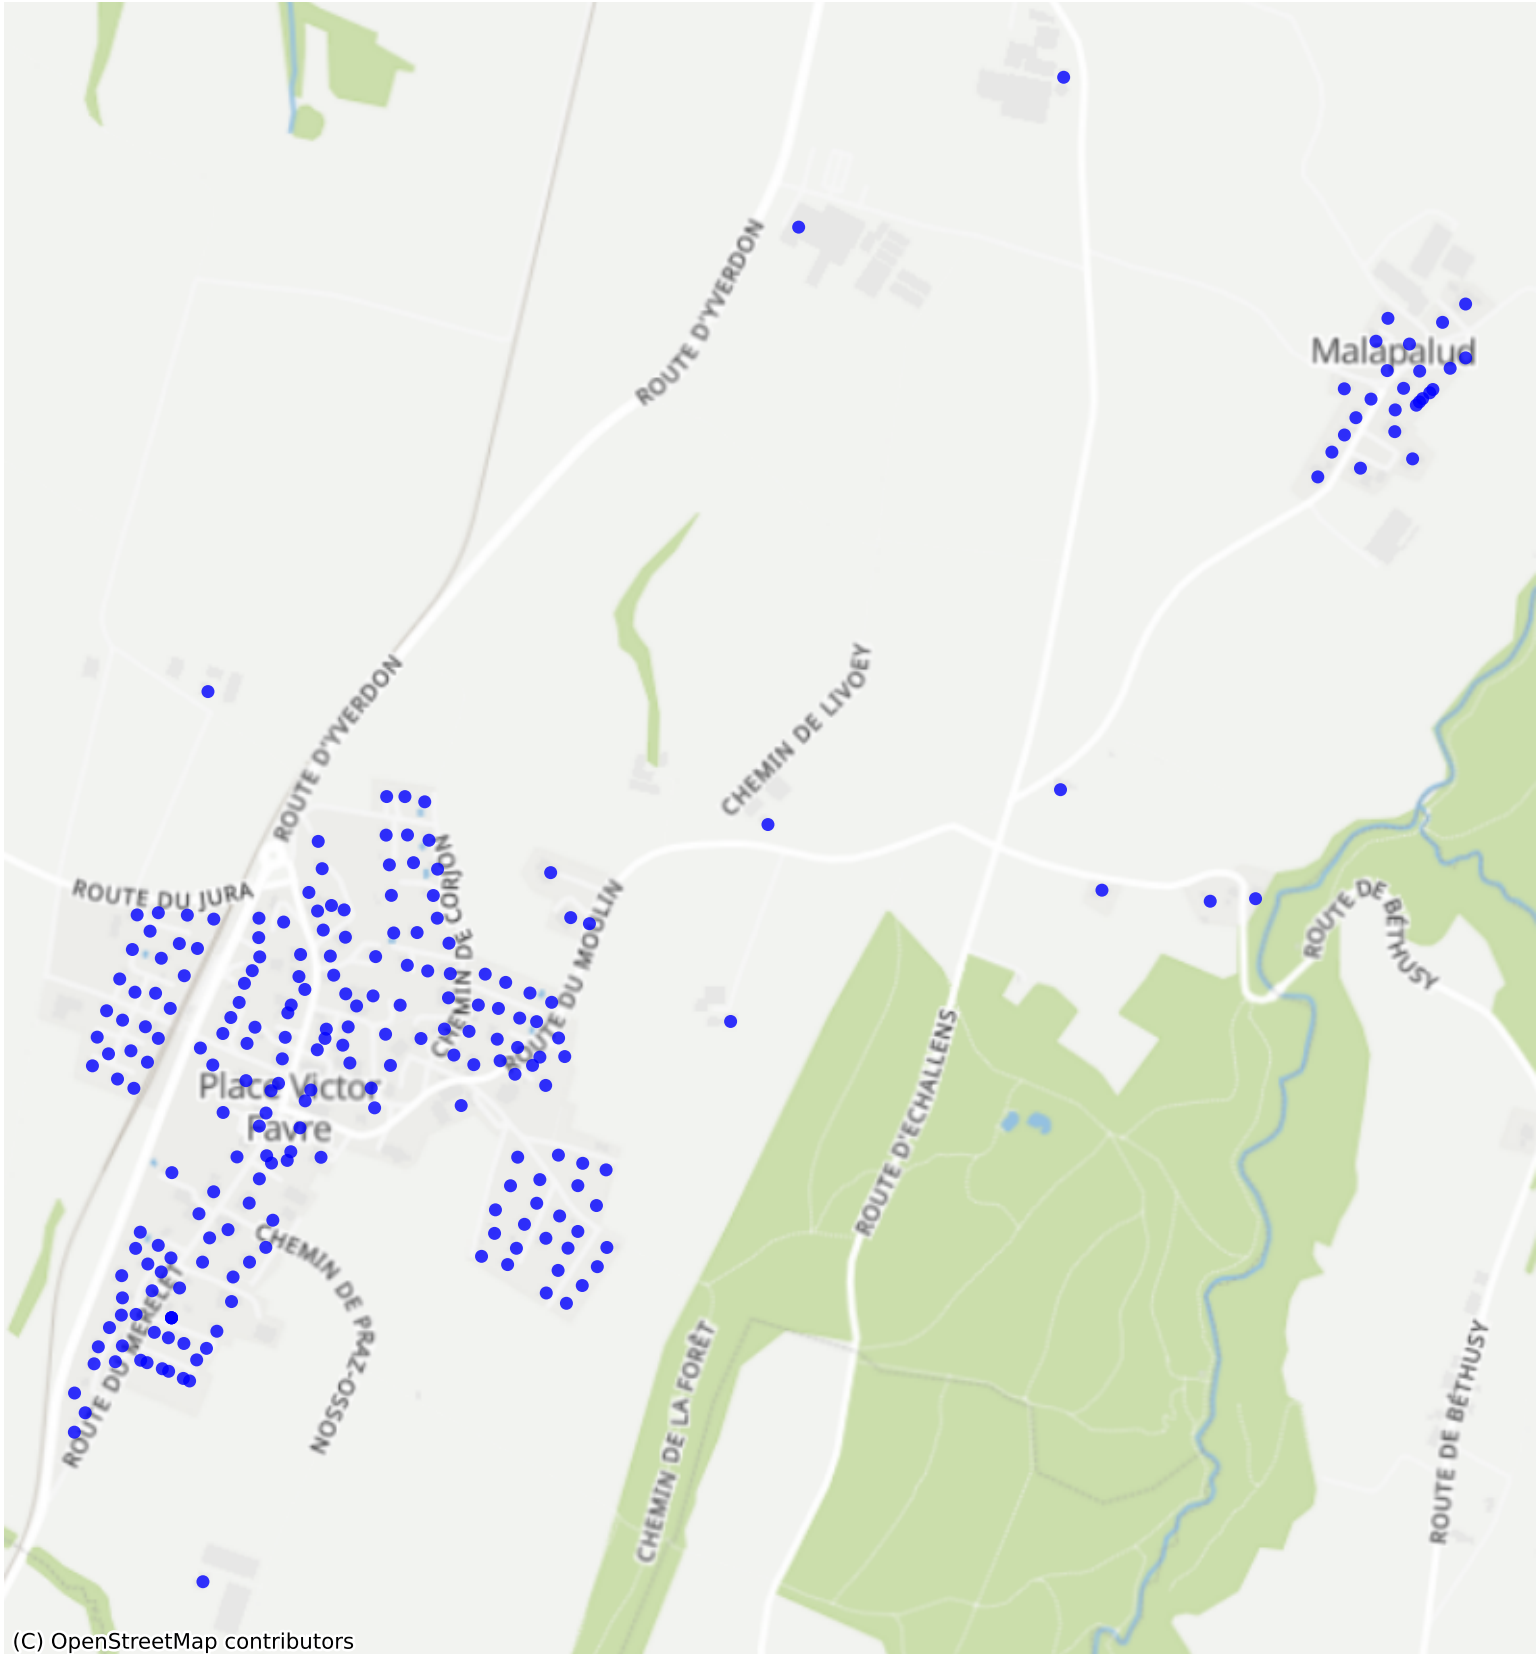 ROUTE D'YVERDON
Malapalud
ROUTE D'YVERDON
CHEMIN DE LIVOEY
ROUTE DU JURA
CHEMIN DE CORJON
ROUTE DU MOULIN
ROUTE DE BÉTHUSY
ROUTE D'ECHALLENS
Place Victor
Favre
CHEMIN DE PRAZ-NOSSO
ROUTE DU MERELET
CHEMIN DE LA FORÊT
ROUTE DE BÉTHUSY
(C) OpenStreetMap contributors